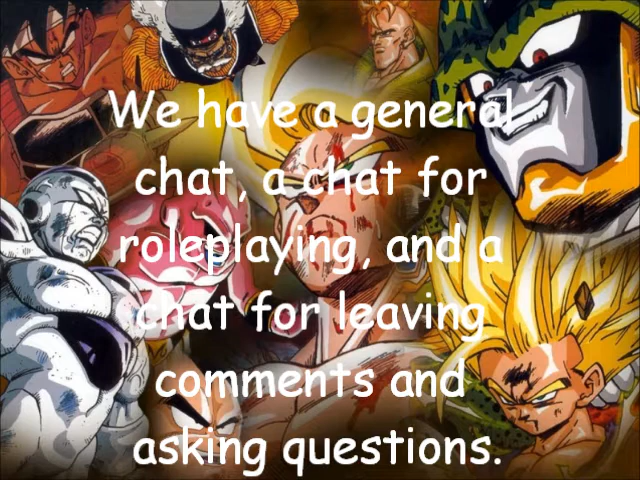 We have a general
chat, a chat for
roleplaying, and a
chat for leaving
comments and
asking questions.